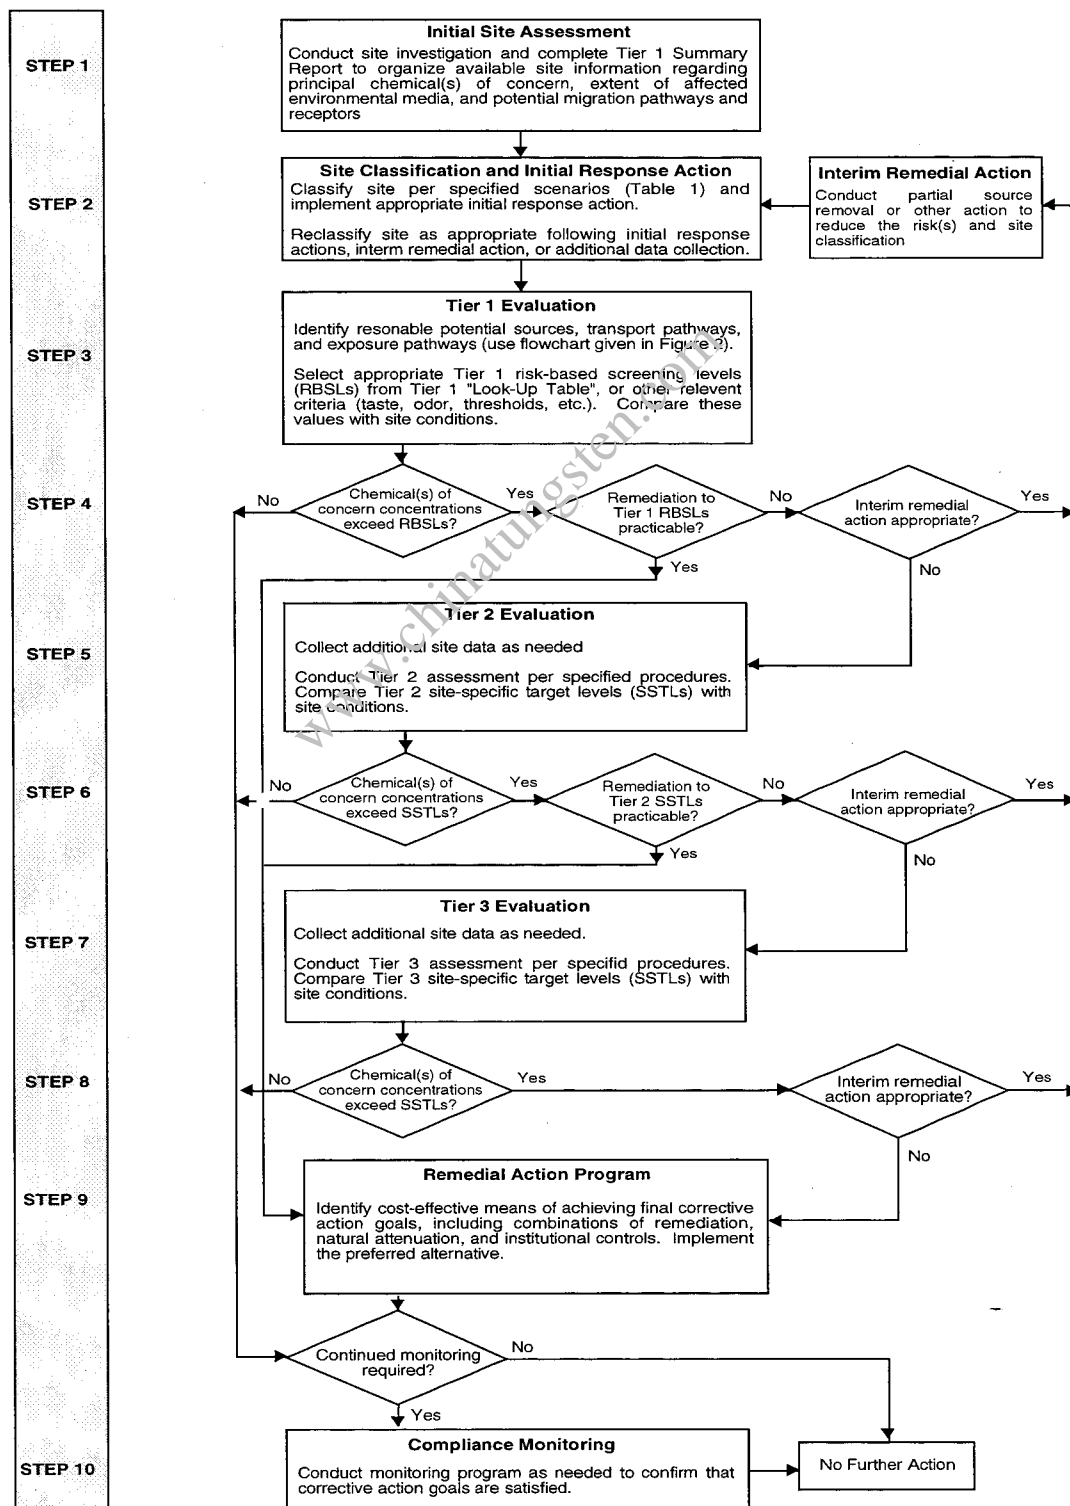 STEP 1
Initial Site Assessment
Conduct site investigation and complete Tier 1 Summary
Report to organize available site information regarding
principal chemical(s) of concern, extent of affected
environmental media, and potential migration pathways and
receptors
STEP 2
Site Classification and Initial Response Action
Classify site per specified scenarios (Table 1) and
implement appropriate initial response action.
Reclassify site as appropriate following initial response
actions, interm remedial action, or additional data collection.
Interim Remedial Action
Conduct partial source
removal or other action to
reduce the risk(s) and site
classification
STEP 3
Tier 1 Evaluation
Identify resonable potential sources, transport pathways,
and exposure pathways (use flowchart given in Figure 2).
Select appropriate Tier 1 risk-based screening levels
(RBSLs) from Tier 1 "Look-Up Table", or other relevent
criteria (taste, odor, thresholds, etc.). Compare these
values with site conditions.
STEP 4
No
Chemical(s) of
concern concentrations
exceed RBSLs?
Yes
Remediation to
Tier 1 RBSLs
practicable?
No
Interim remedial
action appropriate?
Yes
Yes
No
STEP 5
Tier 2 Evaluation
Collect additional site data as needed
Conduct Tier 2 assessment per specified procedures.
Compare Tier 2 site-specific target levels (SSTLs) with
site conditions.
STEP 6
No
Chemical(s) of
concern concentrations
exceed SSTLs?
Yes
Remediation to
Tier 2 SSTLs
practicable?
No
Interim remedial
action appropriate?
Yes
Yes
No
STEP 7
Tier 3 Evaluation
Collect additional site data as needed.
Conduct Tier 3 assessment per specifid procedures.
Compare Tier 3 site-specific target levels (SSTLs) with
site conditions.
STEP 8
No
Chemical(s) of
concern concentrations
exceed SSTLs?
Yes
Interim remedial
action appropriate?
Yes
No
STEP 9
Remedial Action Program
Identify cost-effective means of achieving final corrective
action goals, including combinations of remediation,
natural attenuation, and institutional controls. Implement
the preferred alternative.
Continued monitoring
required?
No
Yes
STEP 10
Compliance Monitoring
Conduct monitoring program as needed to confirm that
corrective action goals are satisfied.
No Further Action
www.chinatungsten.com